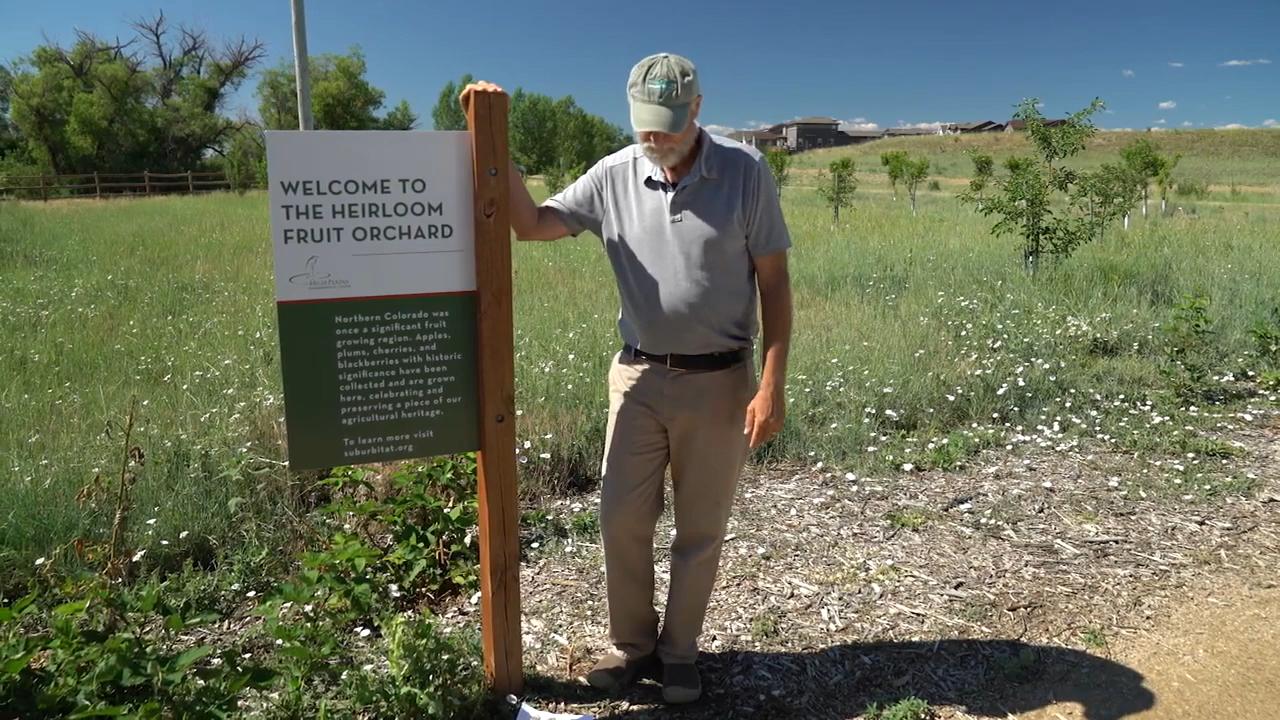 WELCOME TO
THE HEIRLOOM
FRUIT ORCHARD
HIGH PLAINS
Northern Colorado was
once a significant fruit
growing region. Apples,
plums, cherries, and
blackberries with historic
significance have been
collected and are grown
here, celebrating and
preserving a piece of our
agricultural heritage.
To learn more visit
suburbitat.org